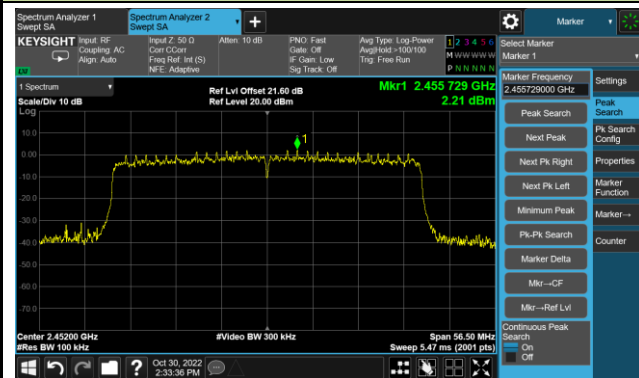 Spectrum Analyzer 1
Swept SA
Spectrum Analyzer 2
Swept SA
+
Marker
KEYSIGHT
Input: RF
Coupling: AC
Align: Auto
Input Z: 50 Ω
Corr CCorr
Freq Ref: Int (S)
NFE: Adaptive
Atten: 10 dB
PNO: Fast
Gate: Off
IF Gain: Low
Sig Track: Off
Avg Type: Log-Power
Avg|Hold:>100/100
Trig: Free Run
1 2 3 4 5 6
M W W W W W
P N N N N N
LXI
Select Marker
Marker 1
1 Spectrum
Scale/Div 10 dB
Ref Lvl Offset 21.60 dB
Ref Level 20.00 dBm
Mkr1 2.455 729 GHz
2.21 dBm
Log
10.0
0.00
-10.0
-20.0
-30.0
-40.0
-50.0
-60.0
-70.0
1
Center 2.45200 GHz
#Res BW 100 kHz
#Video BW 300 kHz
Span 56.50 MHz
Sweep 5.47 ms (2001 pts)
Marker Frequency
2.455729000 GHz
Peak Search
Next Peak
Next Pk Right
Next Pk Left
Minimum Peak
Pk-Pk Search
Marker Delta
Mkr→CF
Mkr→Ref Lvl
Continuous Peak
Search
On
Off
Settings
Peak
Search
Pk Search
Config
Properties
Marker
Function
Marker→
Counter
?
Oct 30, 2022
2:33:36 PM